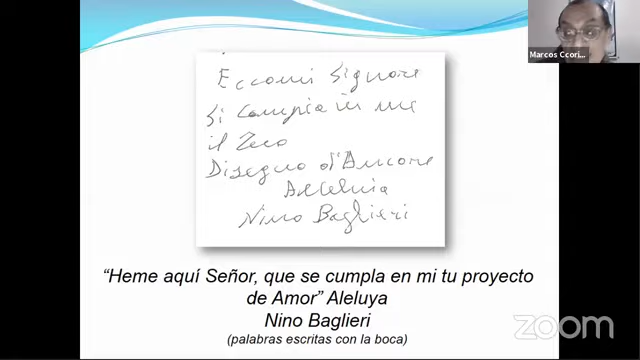 Eccomi Signore
Si Compia in me
il
Disegno d'Amore
Alleluia
Nino Baglieri
“Heme aquí Señor, que se cumpla en mi tu proyecto
de Amor” Aleluya
Nino Baglieri
(palabras escritas con la boca)
Marcos Ccori...
zoom